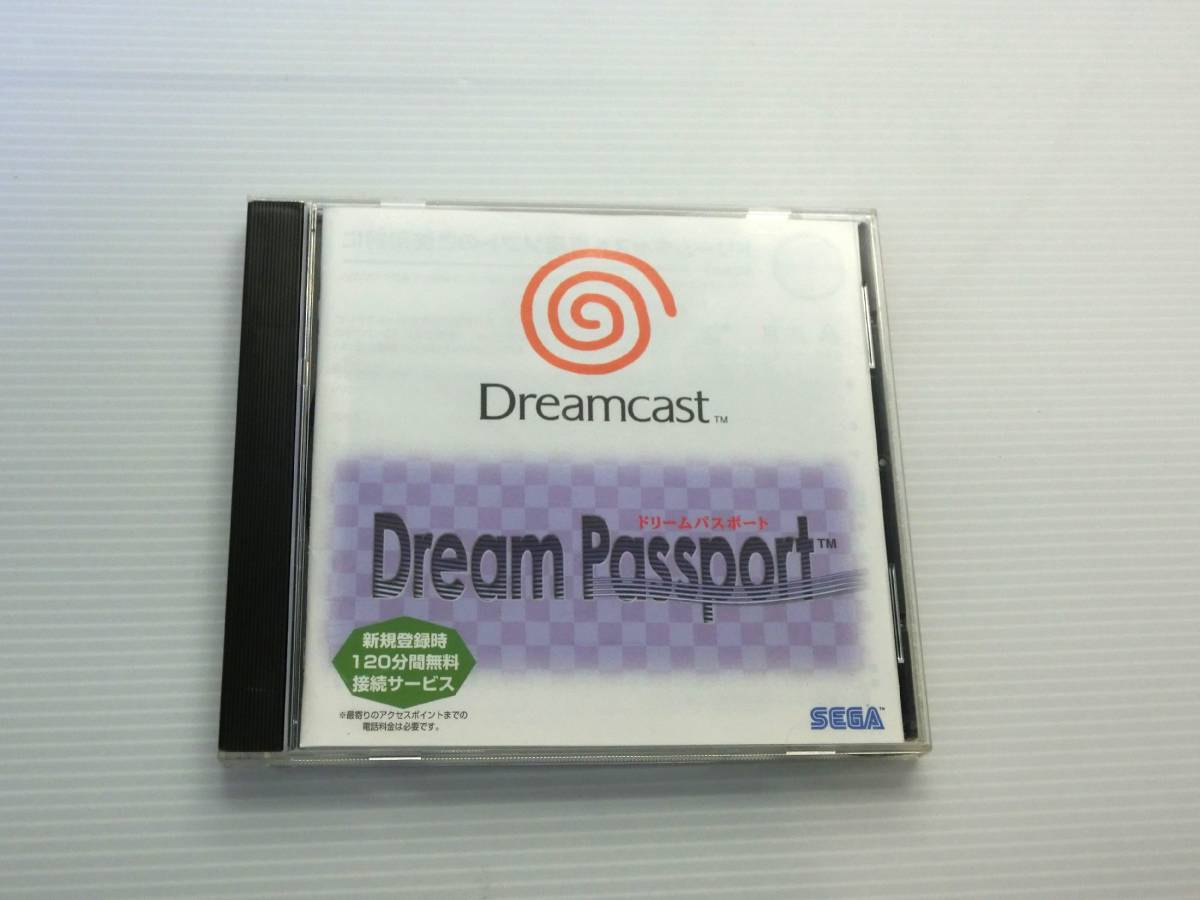 Dreamcast™
ドリームパスポート
Dream Passport™
新規登録時
120分間無料
接続サービス
※最寄りのアクセスポイントまでの
電話料金は必要です。
SEGA™